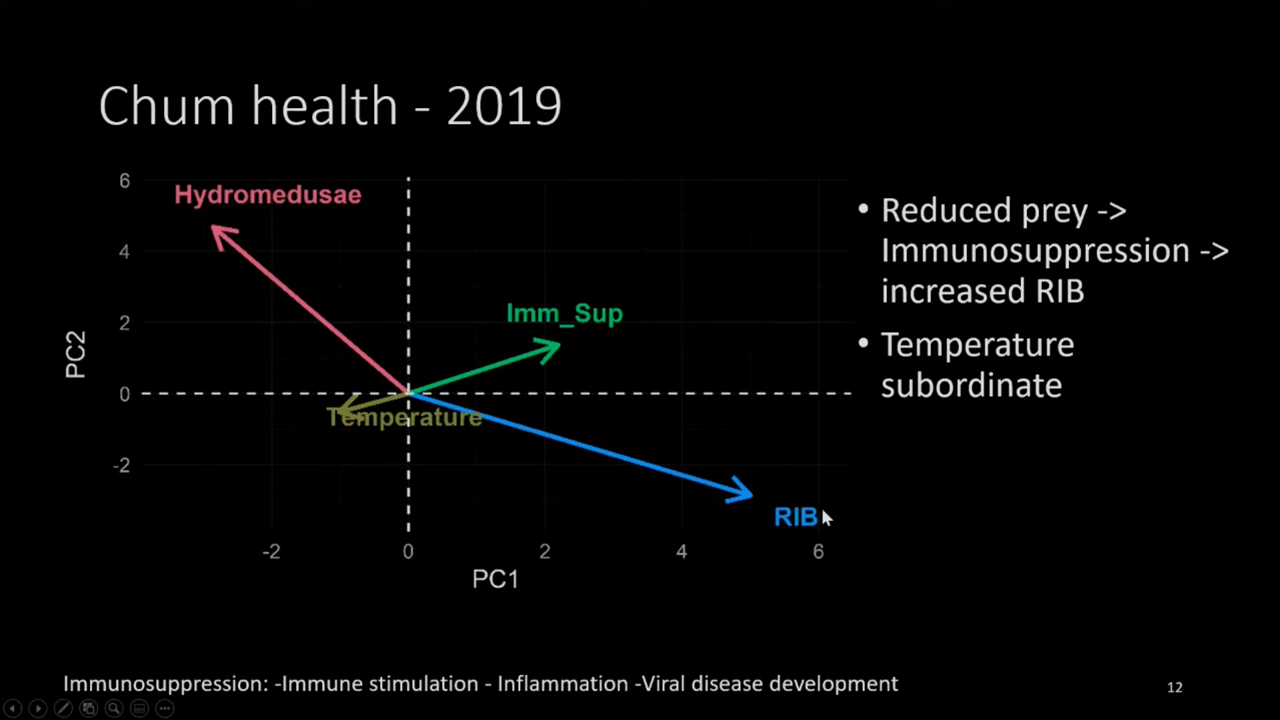 Chum health - 2019
6
Hydromedusae
4
2
0
-2
PC2
Imm_Sup
Temperature
RIB
-2
0
2
4
6
PC1
• Reduced prey ->
Immunosuppression ->
increased RIB
• Temperature
subordinate
Immunosuppression: -Immune stimulation - Inflammation -Viral disease development
12